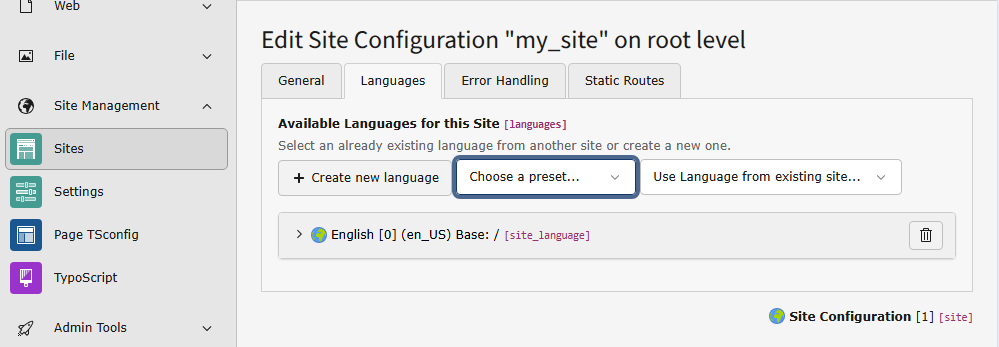 Web
File
Site Management
Sites
Settings
Page TSconfig
TypoScript
Admin Tools
Edit Site Configuration "my_site" on root level
General Languages Error Handling Static Routes
Available Languages for this Site [languages]
Select an already existing language from another site or create a new one.
+ Create new language Choose a preset... Use Language from existing site...
English [0] (en_US) Base: / [site_language]
Site Configuration [1] [site]